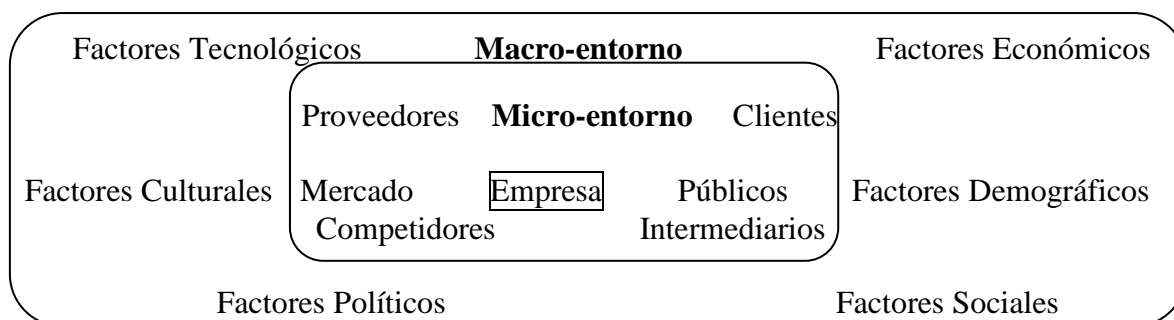 Factores Tecnológicos Macro-entorno Factores Económicos
Proveedores Micro-entorno Clientes
Factores Culturales Mercado Empresa Públicos Factores Demográficos
Competidores Intermediarios
Factores Políticos Factores Sociales